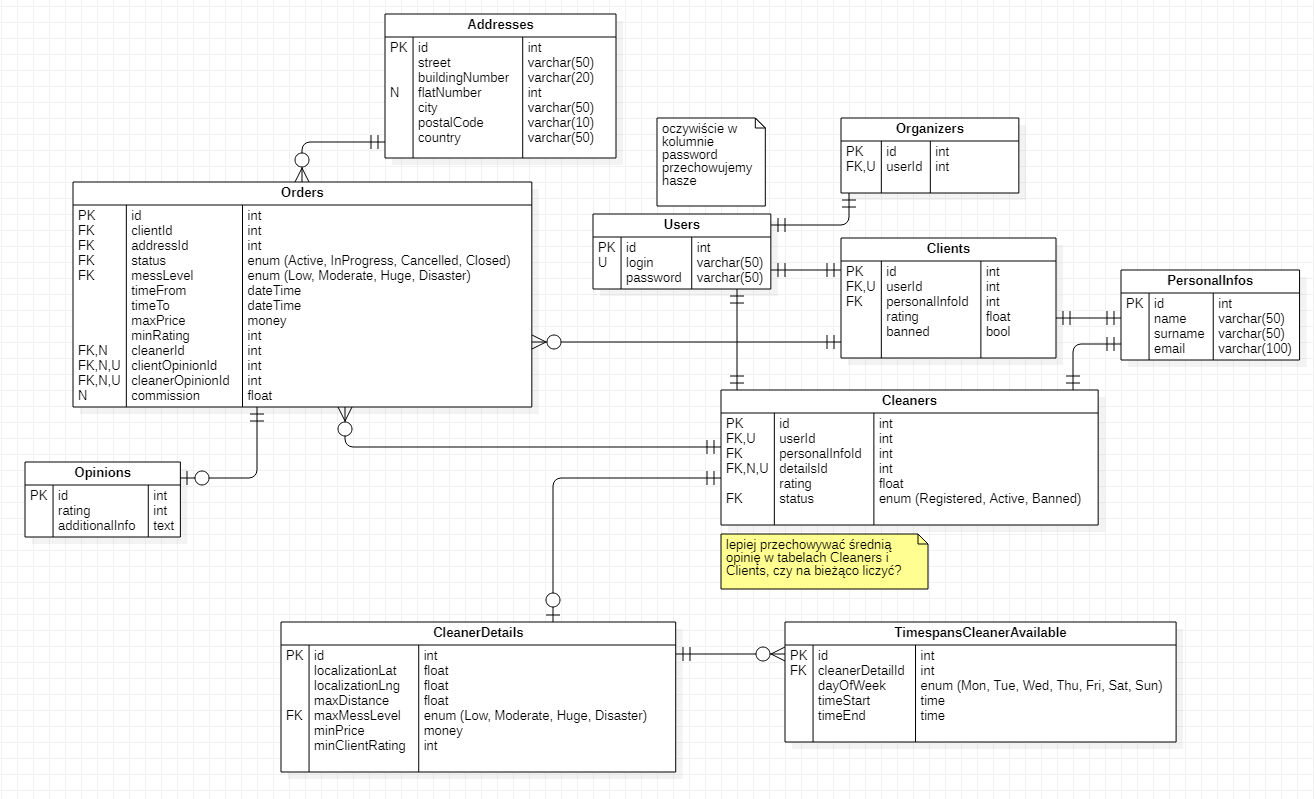 Addresses
PK id int
street varchar(50)
buildingNumber varchar(20)
N flatNumber int
city varchar(50)
postalCode varchar(10)
country varchar(50)
oczywiście w
kolumnie
password
przechowujemy
hasze
Organizers
PK id int
FK,U userId int
Orders
PK id int
FK clientId int
FK addressId int
FK status enum (Active, InProgress, Cancelled, Closed)
FK messLevel enum (Low, Moderate, Huge, Disaster)
timeFrom dateTime
timeTo dateTime
maxPrice money
minRating int
FK,N cleanerId int
FK,N,U clientOpinionId int
FK,N,U cleanerOpinionId int
N commission float
Users
PK id int
U login varchar(50)
password varchar(50)
Clients
PK id int
FK,U userId int
FK personalInfoId int
rating float
banned bool
PersonalInfos
PK id int
name varchar(50)
surname varchar(50)
email varchar(100)
Cleaners
PK id int
FK,U userId int
FK personalInfoId int
FK,N,U detailsId int
rating float
FK status enum (Registered, Active, Banned)
Opinions
PK id int
rating int
additionalInfo text
lepiej przechowywać średnią
opinię w tabelach Cleaners i
Clients, czy na bieżąco liczyć?
CleanerDetails
PK id int
localizationLat float
localizationLng float
maxDistance float
FK maxMessLevel enum (Low, Moderate, Huge, Disaster)
minPrice money
minClientRating int
TimespansCleanerAvailable
PK id int
FK cleanerDetailId int
dayOfWeek enum (Mon, Tue, Wed, Thu, Fri, Sat, Sun)
timeStart time
timeEnd time